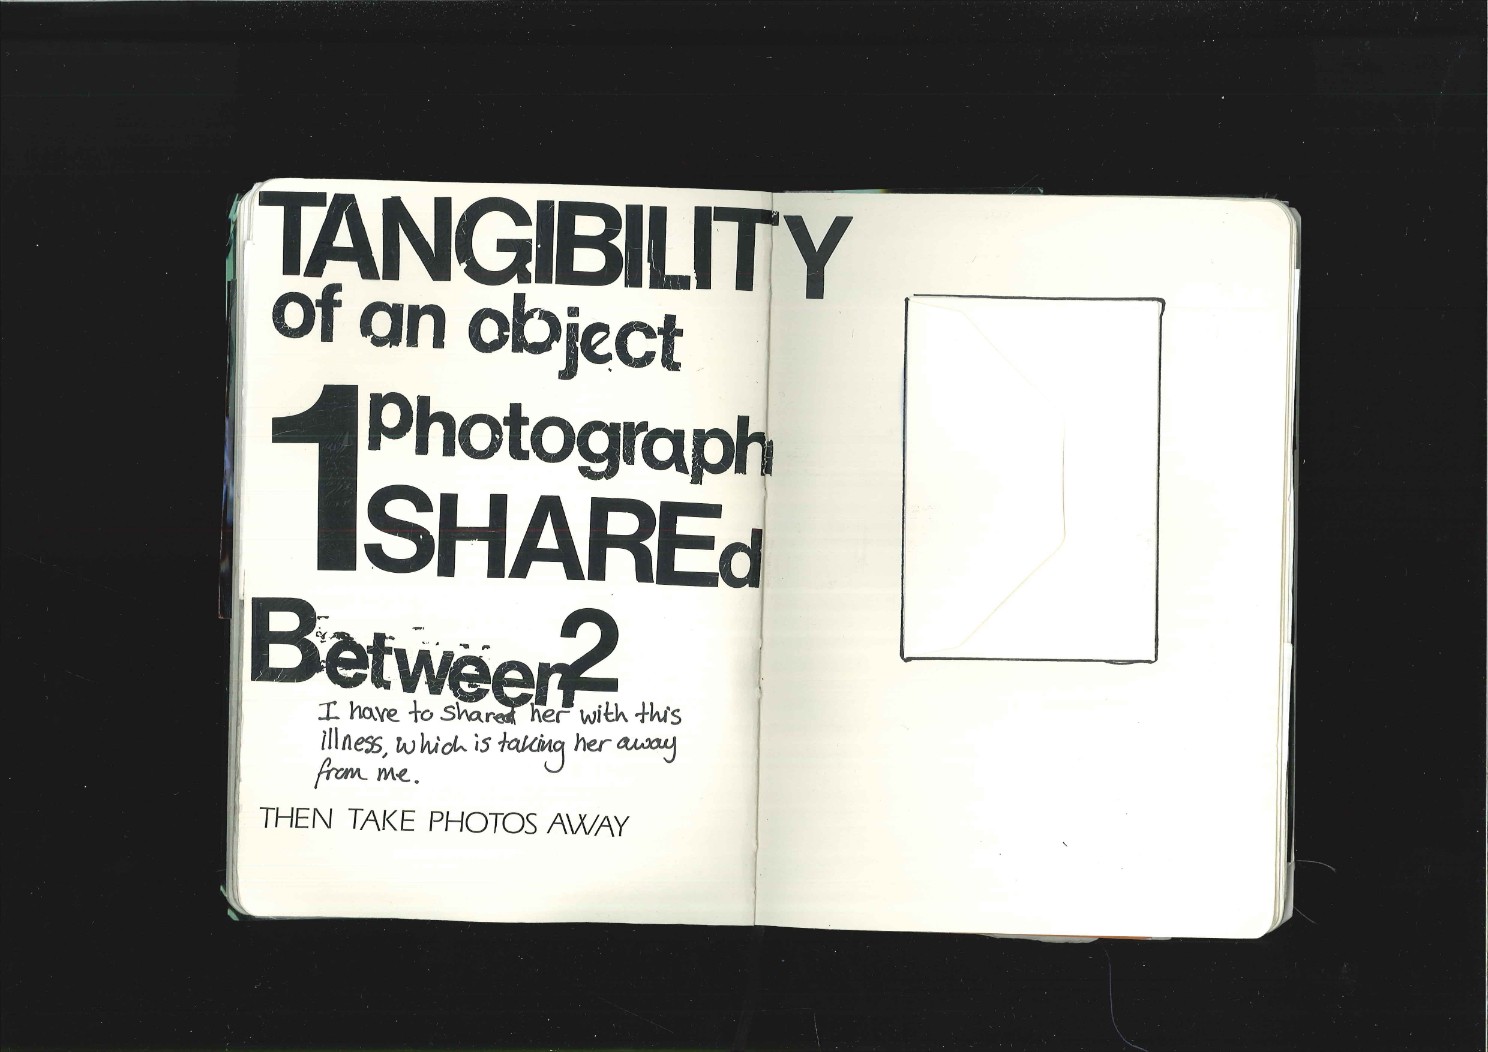 TANGIBILITY
of an object
1 photograph
SHAREd
Between 2
I have to shared her with this
illness, which is taking her away
from me.
THEN TAKE PHOTOS AWAY